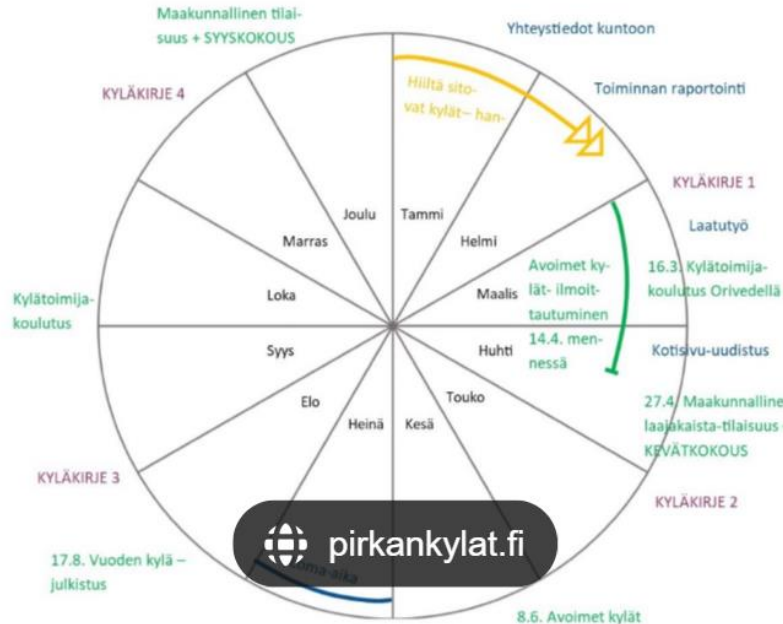 Maakunnallinen tilai-
suus + SYYSKOKOUS
Yhteystiedot kuntoon
KYLÄKIRJE 4
Hiiltä sito-
vat kylät– han-
Toiminnan raportointi
KYLÄKIRJE 1
Joulu
Tammi
Marras
Helmi
Laatutyö
Kylätoimija-
koulutus
Loka
Maalis
Avoimet ky-
lät- ilmoit-
tautuminen
14.4. men-
nessä
16.3. Kylätoimija-
koulutus Orivedellä
Syys
Huhti
Kotisivu-uudistus
Elo
Touko
27.4. Maakunnalline
laajakaista-tilaisuus
KEVÄTKOKOUS
Heinä
Kesä
KYLÄKIRJE 3
KYLÄKIRJE 2
17.8. Vuoden kylä –
julkistus
pirkankylat.fi
8.6. Avoimet kylät